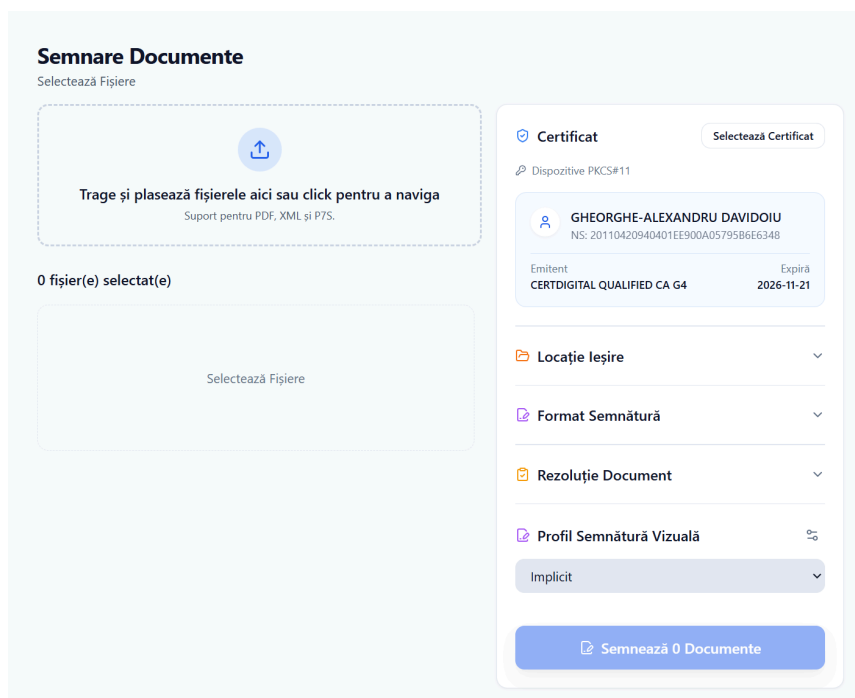 Semnare Documente
Selectează Fișiere
Trage și plasează fișierele aici sau click pentru a naviga
Suport pentru PDF, XML și P7S.
0 fișier(e) selectat(e)
Selectează Fișiere
Certificat
Selectează Certificat
Dispozitive PKCS#11
GHEORGHE-ALEXANDRU DAVIDOIU
NS: 20110420940401EE900A05795B6E6348
Emitent
Expiră
CERTDIGITAL QUALIFIED CA G4
2026-11-21
Locație Ieșire
Format Semnătură
Rezoluție Document
Profil Semnătură Vizuală
Implicit
Semnează 0 Documente